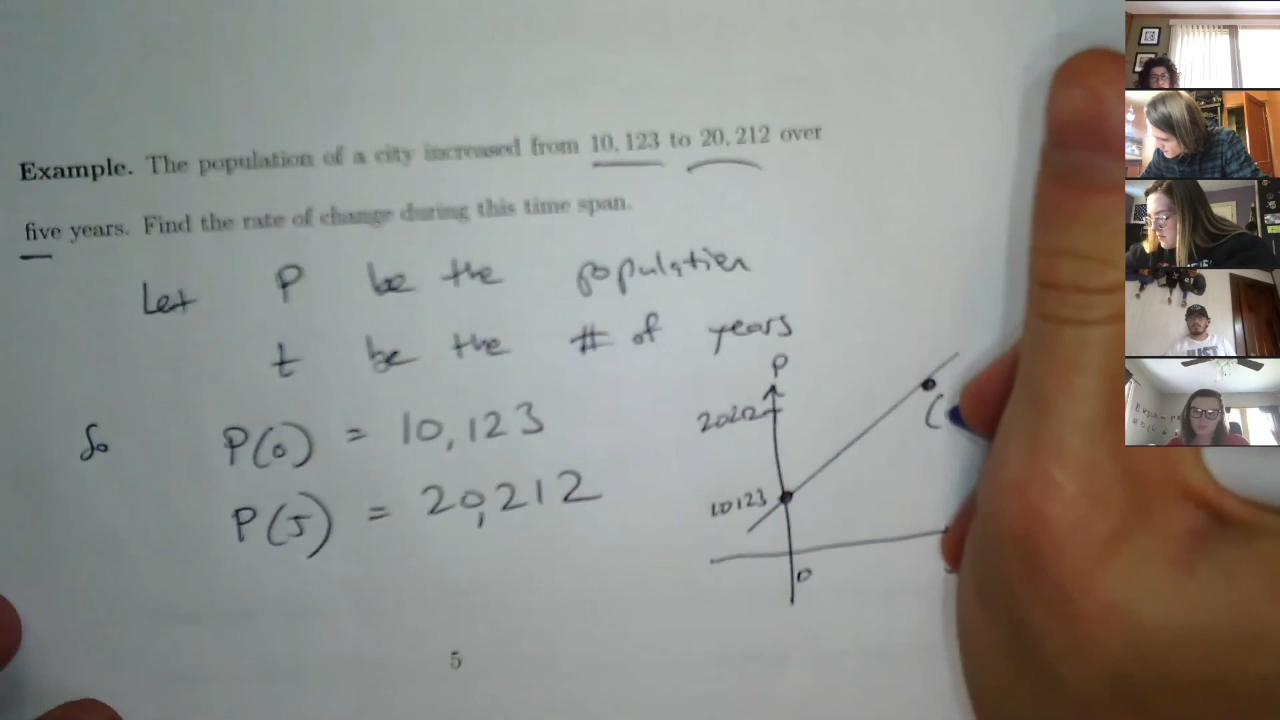 Example. The population of a city increased from 10, 123 to 20, 212 over
five years. Find the rate of change during this time span.
Let P be the population
t be the # of years
So P(0) = 10,123
P(5) = 20,212
P
20212
10123
(
0
5
JUST